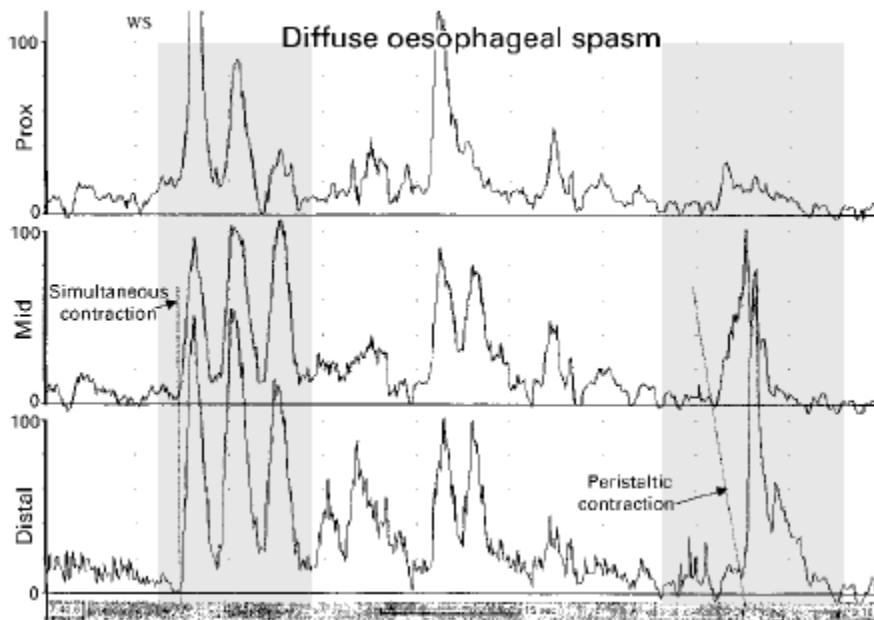 WS
Diffuse oesophageal spasm
100
Prox
0
100
Simultaneous
contraction
Mid
0
100
Peristaltic
contraction
Distal
0